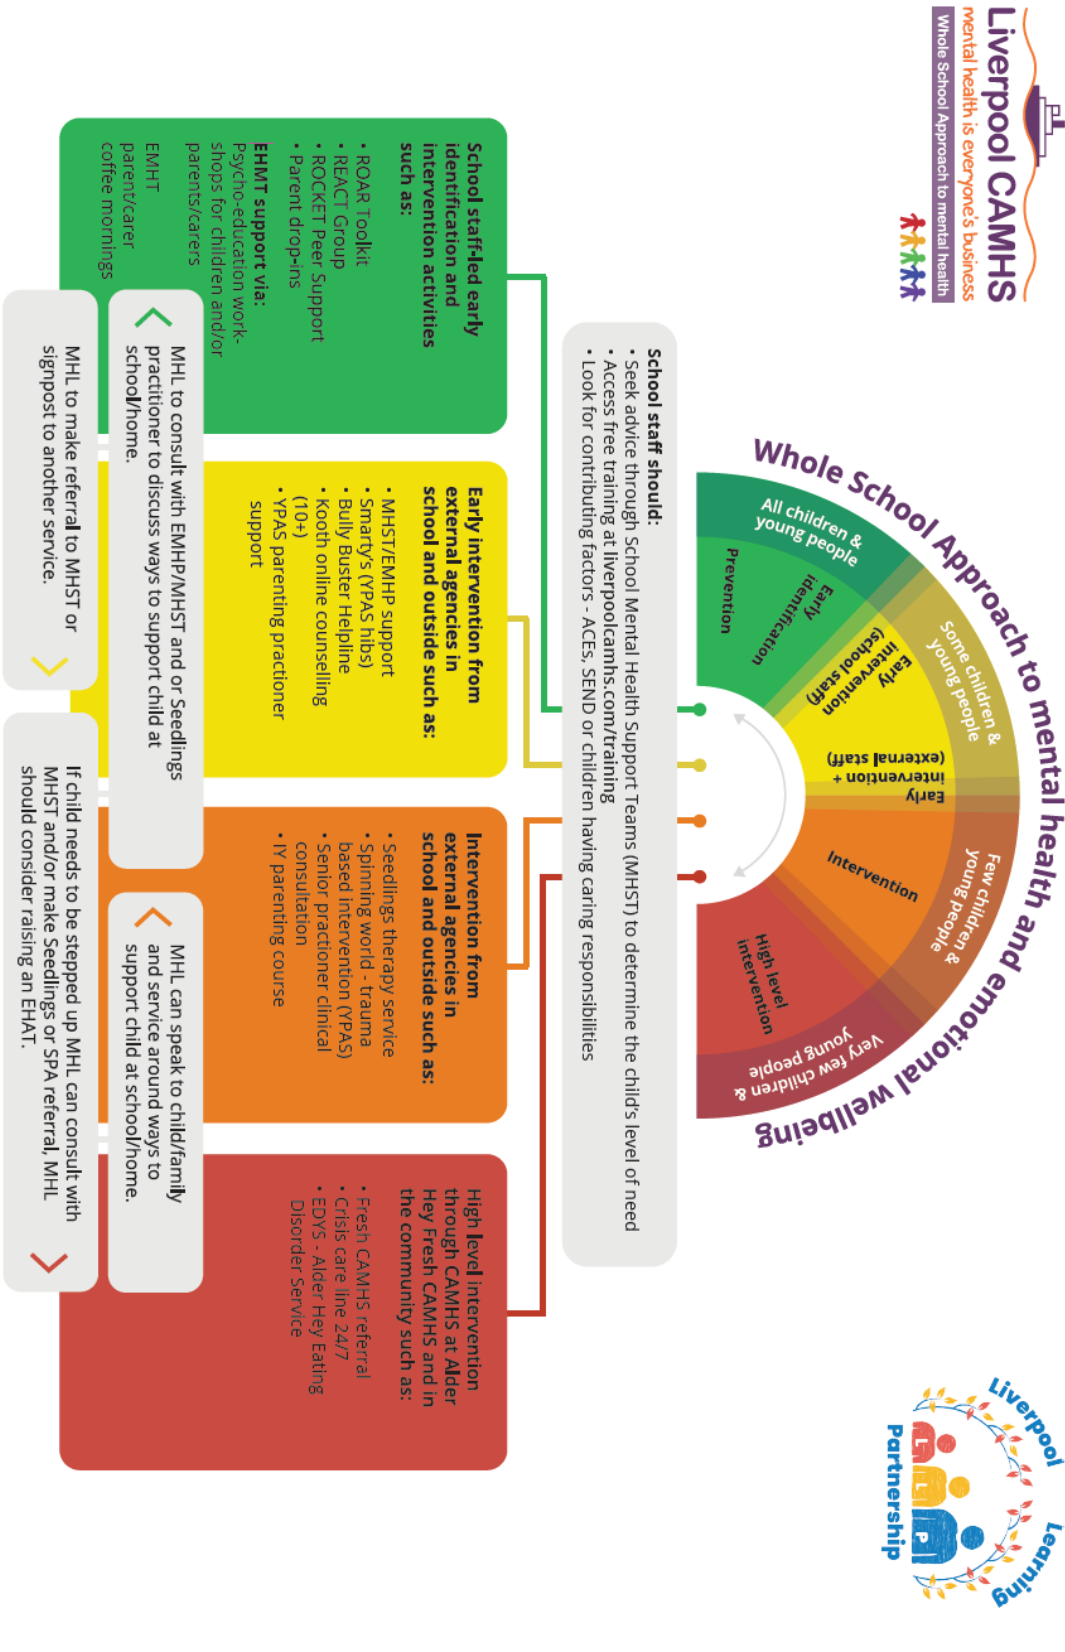 Liverpool CAMHS
mental health is everyone's business
Whole School Approach to mental health
Liverpool Learning
Partnership
L L P
Whole School Approach to mental health and emotional wellbeing
All children &
young people
Some children &
young people
Few children &
young people
Very few children &
young people
Prevention
Early
identification
Early
intervention
(school staff)
Early
intervention +
(external staff)
Intervention
High level
intervention
School staff should:
• Seek advice through School Mental Health Support Teams (MHST) to determine the child's level of need
• Access free training at liverpoolcamhs.com/training
• Look for contributing factors - ACEs, SEND or children having caring responsibilities
School staff-led early
identification and
intervention activities
such as:
• ROAR Toolkit
• REACT Group
• ROCKET Peer Support
• Parent drop-ins
EHMT support via:
Psycho-education work-
shops for children and/or
parents/carers
EMHT
parent/carer
coffee mornings
Early intervention from
external agencies in
school and outside such as:
• MHST/EMHP support
• Smarty's (YPAS hibs)
• Bully Buster Helpline
• Kooth online counselling
(10+)
• YPAS parenting practioner
support
Intervention from
external agencies in
school and outside such as:
• Seedlings therapy service
• Spinning world - trauma
based intervention (YPAS)
• Senior practioner clinical
consultation
• IY parenting course
High level intervention
through CAMHS at Alder
Hey Fresh CAMHS and in
the community such as:
• Fresh CAMHS referral
• Crisis care line 24/7
• EDYS - Alder Hey Eating
Disorder Service
MHL to consult with EMHP/MHST and or Seedlings
practitioner to discuss ways to support child at
school/home.
MHL can speak to child/family
and service around ways to
support child at school/home.
MHL to make referral to MHST or
signpost to another service.
If child needs to be stepped up MHL can consult with
MHST and/or make Seedlings or SPA referral, MHL
should consider raising an EHAT.